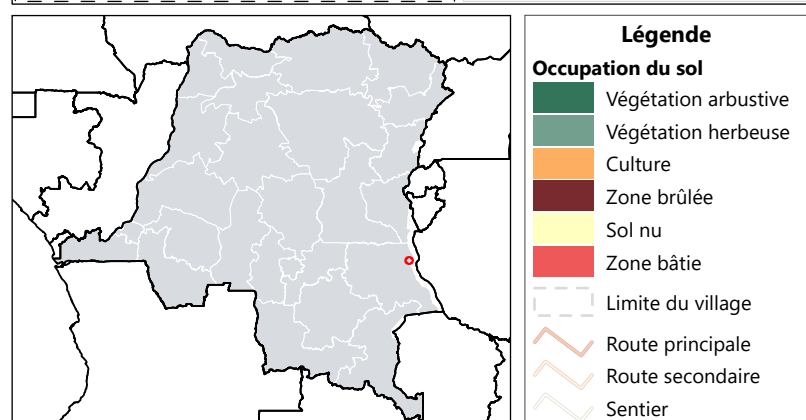 Légende
Occupation du sol
Végétation arbustive
Végétation herbeuse
Culture
Zone brûlée
Sol nu
Zone bâtie
Limite du village
Route principale
Route secondaire
Sentier